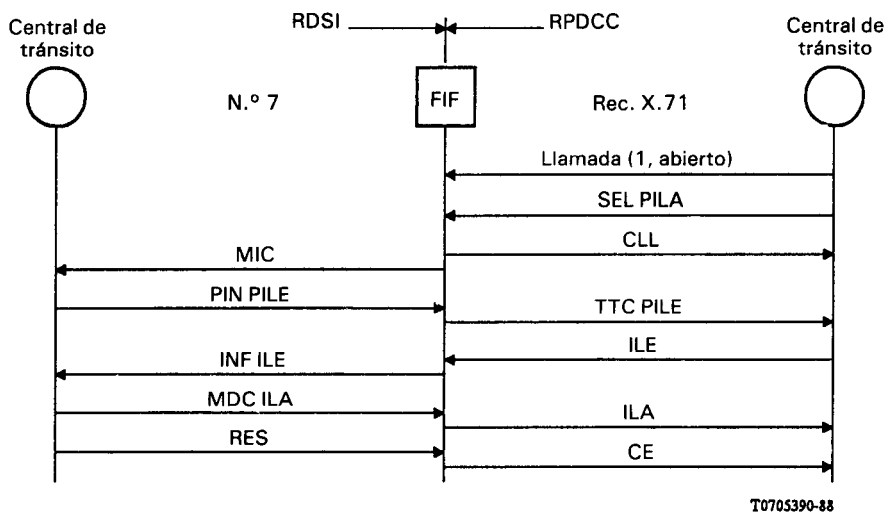 RDSI
RPDCC
Central de
tránsito
Central de
tránsito
N.º 7
FIF
Rec. X.71
Llamada (1, abierto)
SEL PILA
CLL
MIC
PIN PILE
TTC PILE
ILE
INF ILE
MDC ILA
ILA
RES
CE
T0705390-88